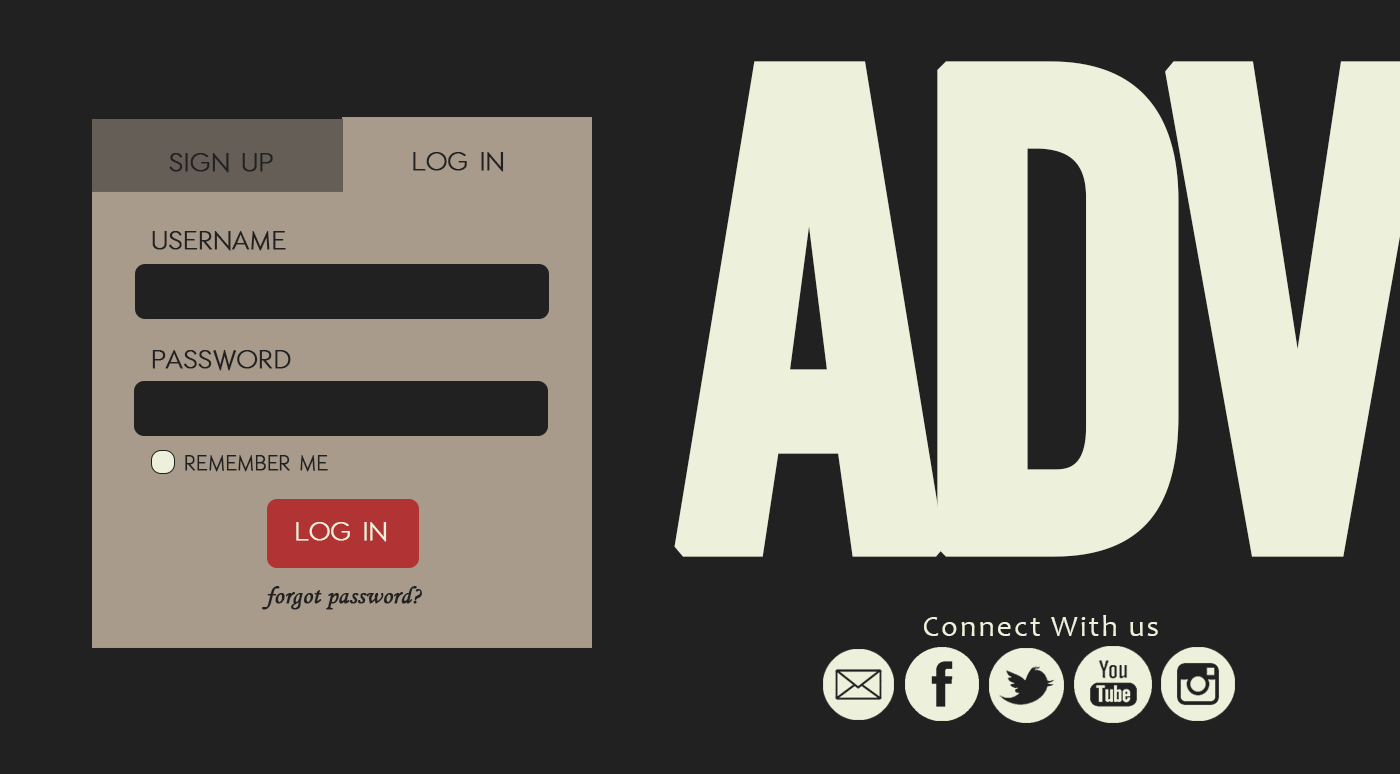 SIGN UP
LOG IN
USERNAME
PASSWORD
REMEMBER ME
LOG IN
forgot password?
ADV
Connect With us
You
Tube